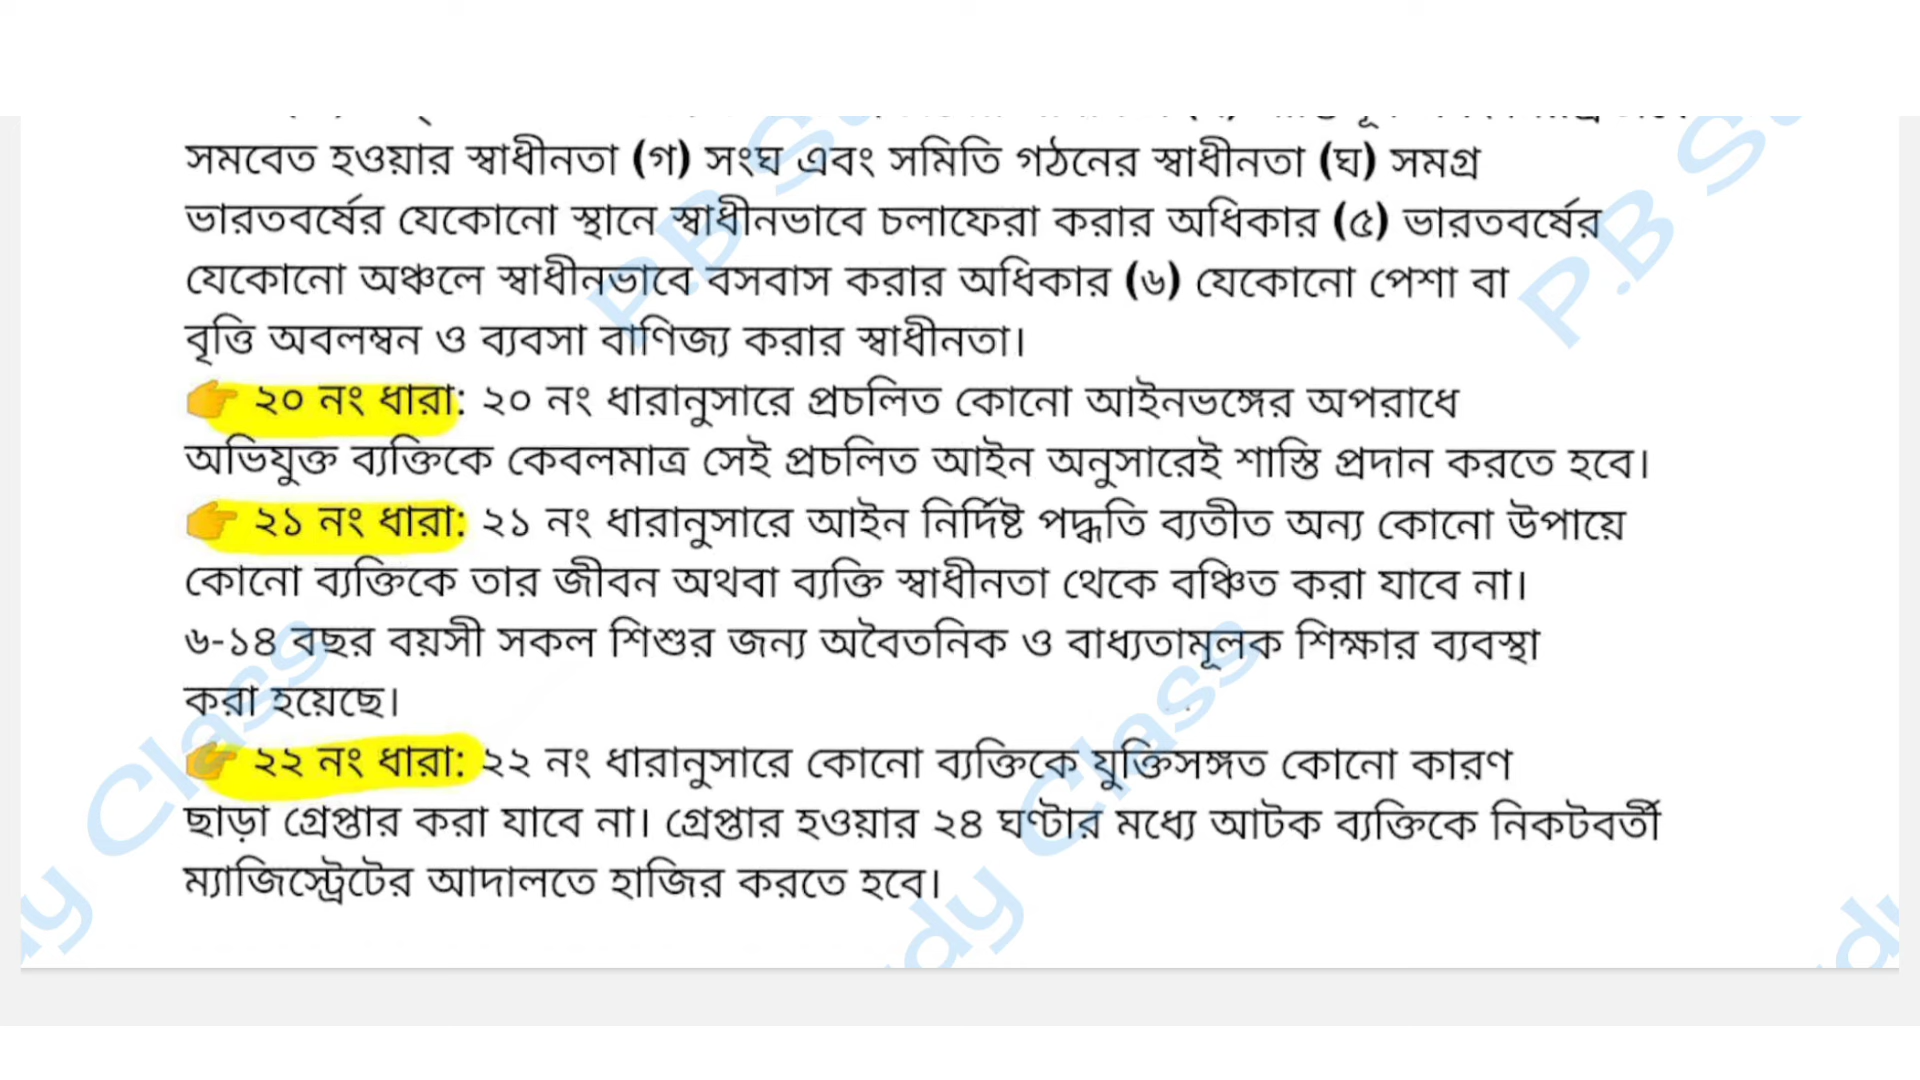 সমবেত হওয়ার স্বাধীনতা (গ) সংঘ এবং সমিতি গঠনের স্বাধীনতা (ঘ) সমগ্র
ভারতবর্ষের যেকোনো স্থানে স্বাধীনভাবে চলাফেরা করার অধিকার (৫) ভারতবর্ষের
যেকোনো অঞ্চলে স্বাধীনভাবে বসবাস করার অধিকার (৬) যেকোনো পেশা বা
বৃত্তি অবলম্বন ও ব্যবসা বাণিজ্য করার স্বাধীনতা।
👉 ২০ নং ধারা: ২০ নং ধারানুসারে প্রচলিত কোনো আইনভঙ্গের অপরাধে
অভিযুক্ত ব্যক্তিকে কেবলমাত্র সেই প্রচলিত আইন অনুসারেই শাস্তি প্রদান করতে হবে।
👉 ২১ নং ধারা: ২১ নং ধারানুসারে আইন নির্দিষ্ট পদ্ধতি ব্যতীত অন্য কোনো উপায়ে
কোনো ব্যক্তিকে তার জীবন অথবা ব্যক্তি স্বাধীনতা থেকে বঞ্চিত করা যাবে না।
৬-১৪ বছর বয়সী সকল শিশুর জন্য অবৈতনিক ও বাধ্যতামূলক শিক্ষার ব্যবস্থা
করা হয়েছে।
👉 ২২ নং ধারা: ২২ নং ধারানুসারে কোনো ব্যক্তিকে যুক্তিসঙ্গত কোনো কারণ
ছাড়া গ্রেপ্তার করা যাবে না। গ্রেপ্তার হওয়ার ২৪ ঘণ্টার মধ্যে আটক ব্যক্তিকে নিকটবর্তী
ম্যাজিস্ট্রেটের আদালতে হাজির করতে হবে।
P.B
P.B
Class
Class